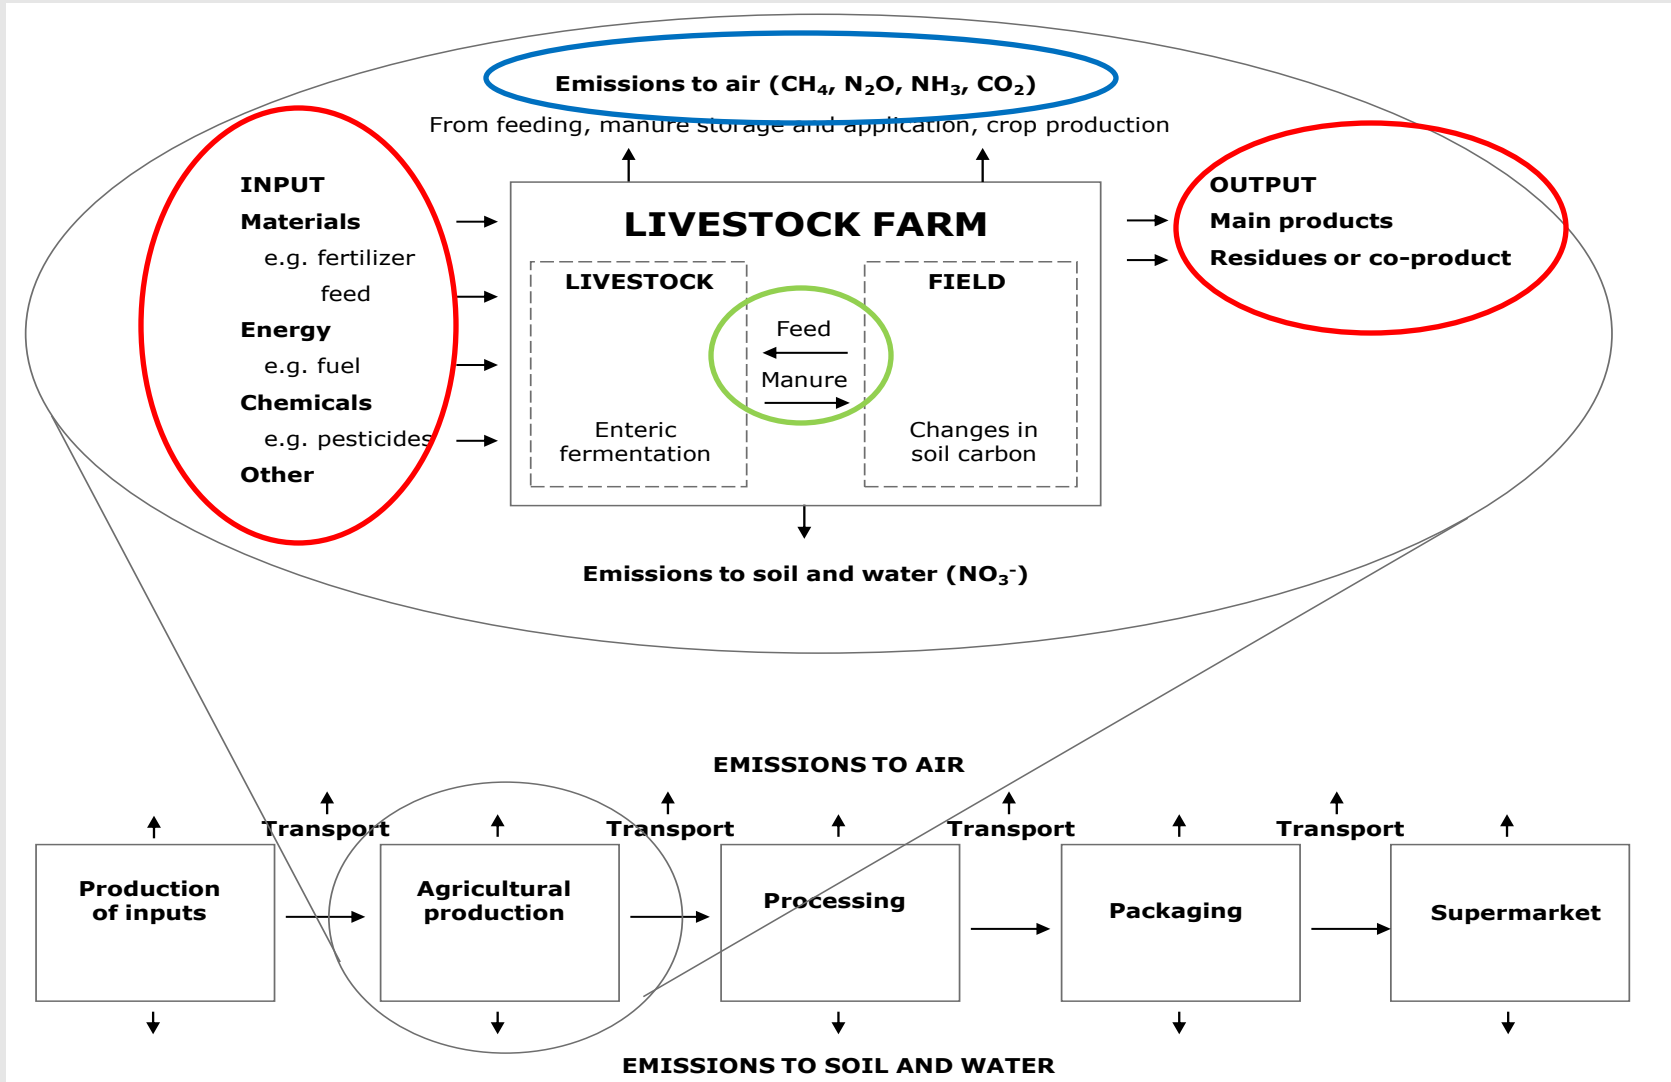 Emissions to air (CH₄, N₂O, NH₃, CO₂)
From feeding, manure storage and application, crop production
INPUT
Materials
e.g. fertilizer
feed
Energy
e.g. fuel
Chemicals
e.g. pesticides
Other
LIVESTOCK FARM
LIVESTOCK
Enteric
fermentation
Feed
Manure
FIELD
Changes in
soil carbon
OUTPUT
Main products
Residues or co-product
Emissions to soil and water (NO₃⁻)
EMISSIONS TO AIR
Transport
Transport
Transport
Transport
Production
of inputs
Agricultural
production
Processing
Packaging
Supermarket
EMISSIONS TO SOIL AND WATER